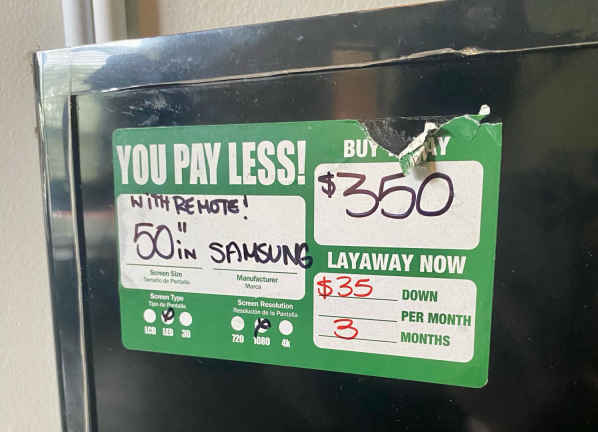 YOU PAY LESS!
WITH REMOTE!
50" IN SAMSUNG
Screen Size
Tamaño de Pantalla
Manufacturer
Marca
Screen Type
Tipo de Pantalla
LCD LED 3D
Screen Resolution
Resolución de la Pantalla
720 1080 4k
BUY
$350
LAYAWAY NOW
$35 DOWN
PER MONTH
3 MONTHS